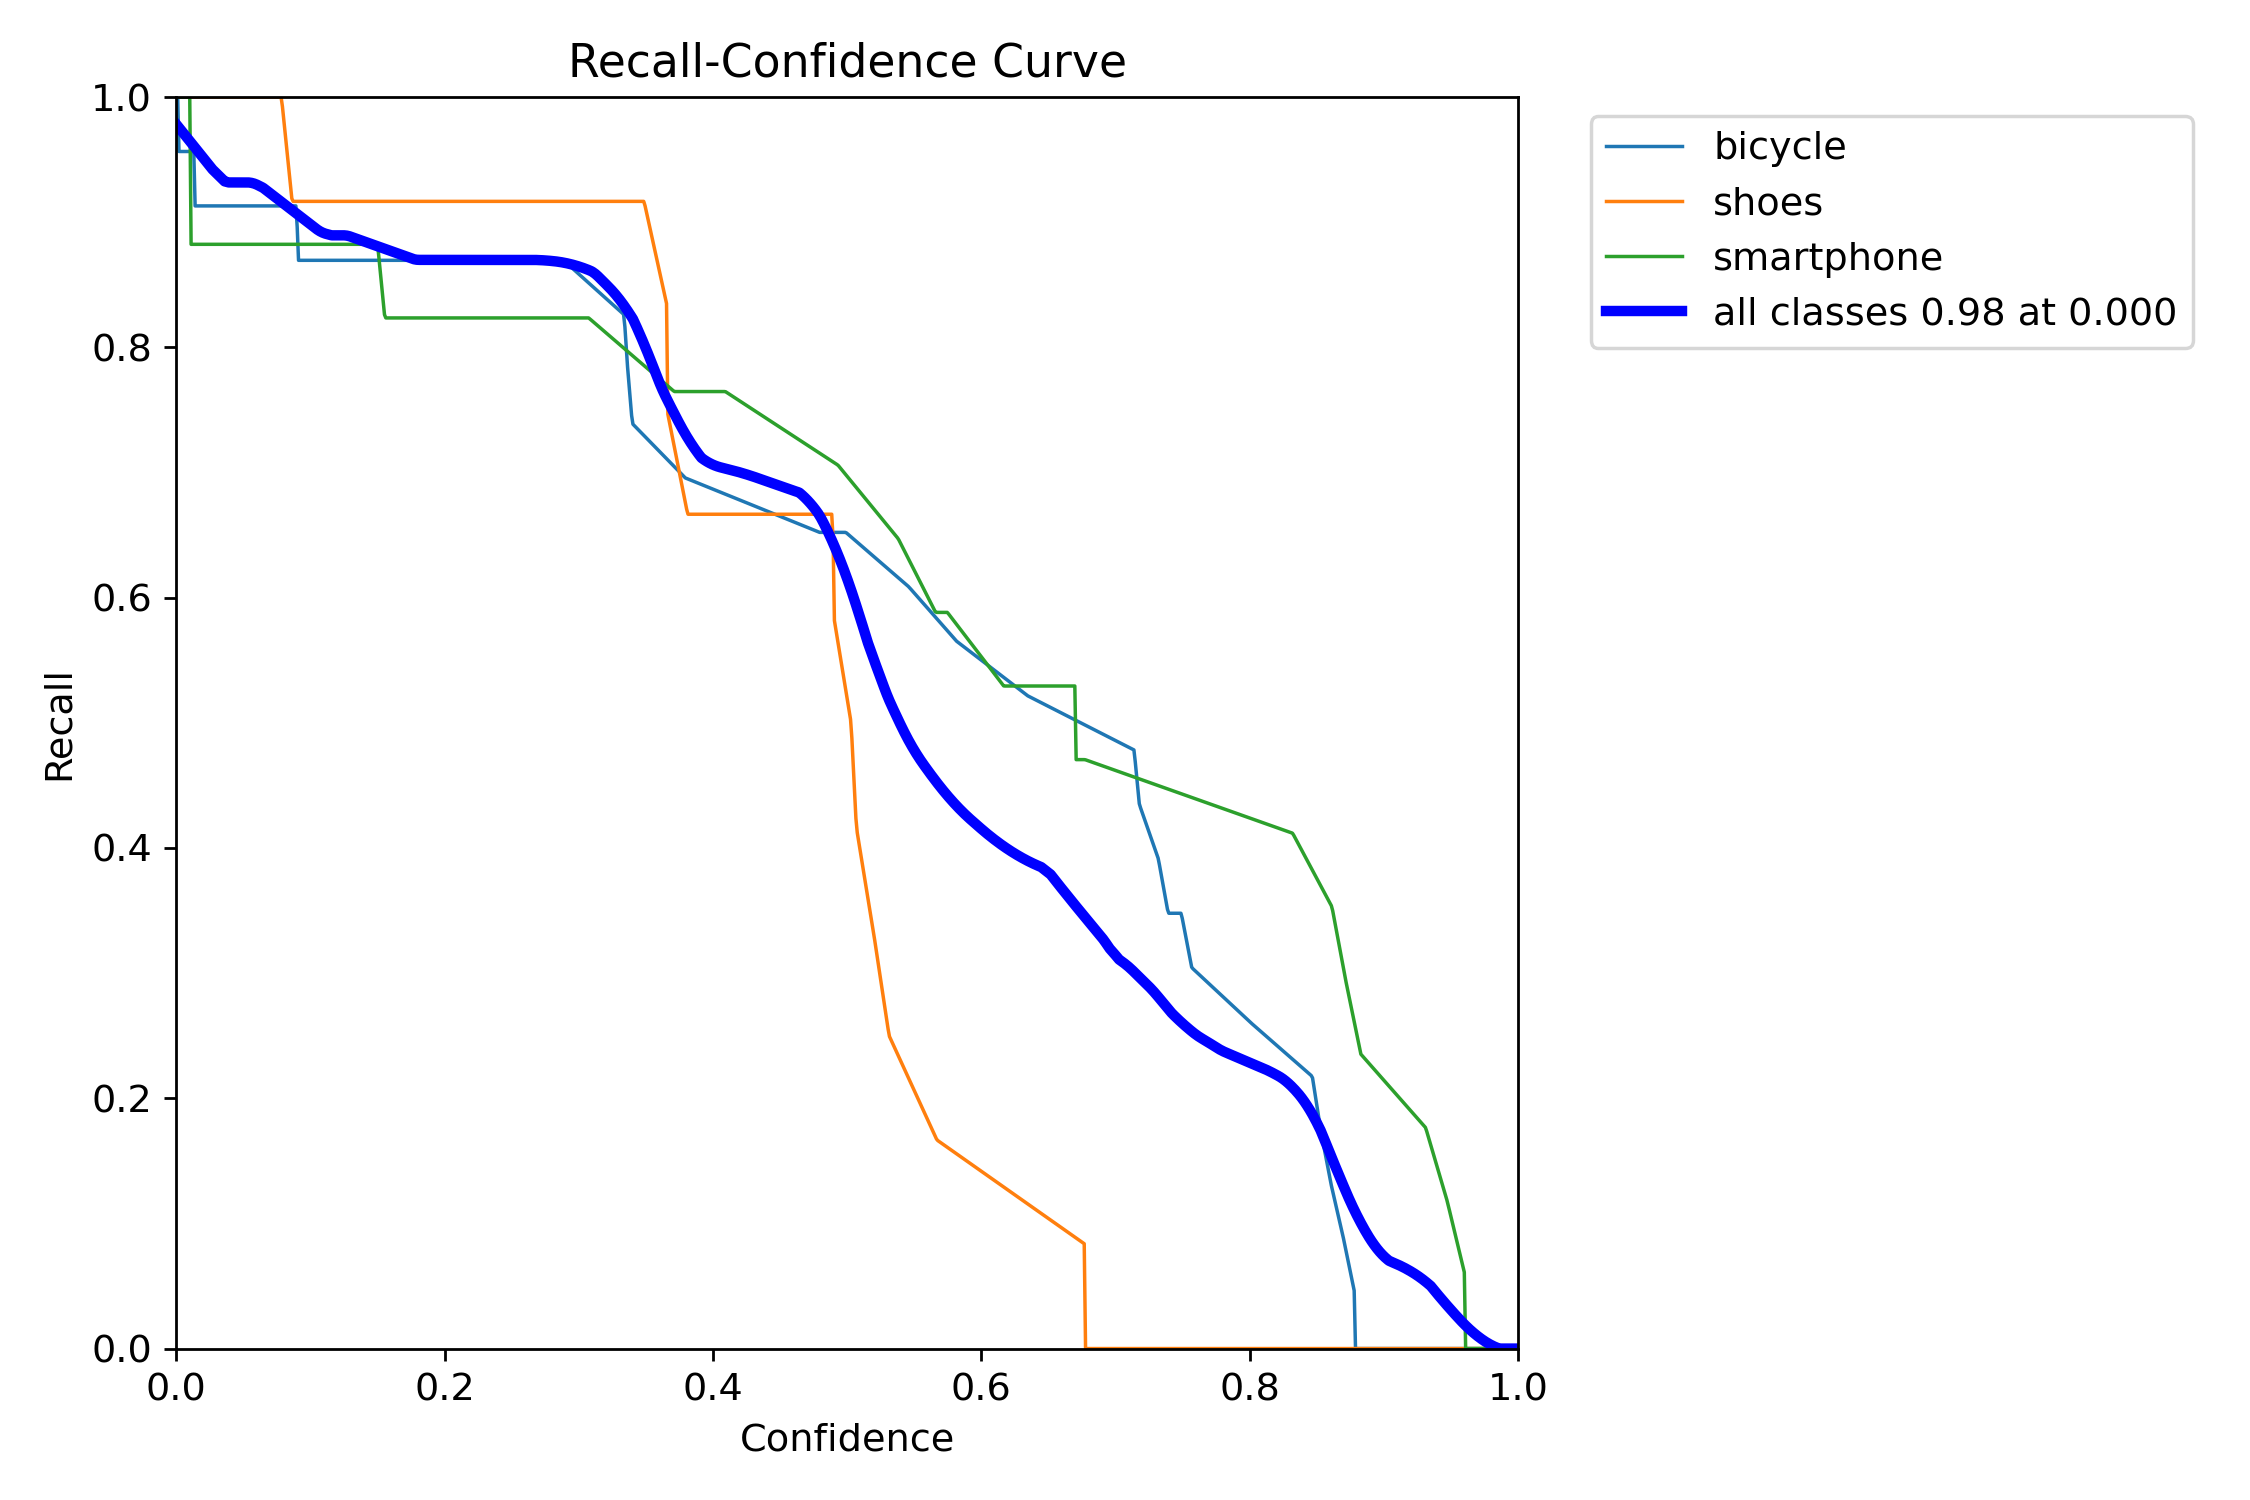 Recall-Confidence Curve
1.0
0.8
0.6
0.4
0.2
0.0
Recall
0.0 0.2 0.4 0.6 0.8 1.0
Confidence
bicycle
shoes
smartphone
all classes 0.98 at 0.000